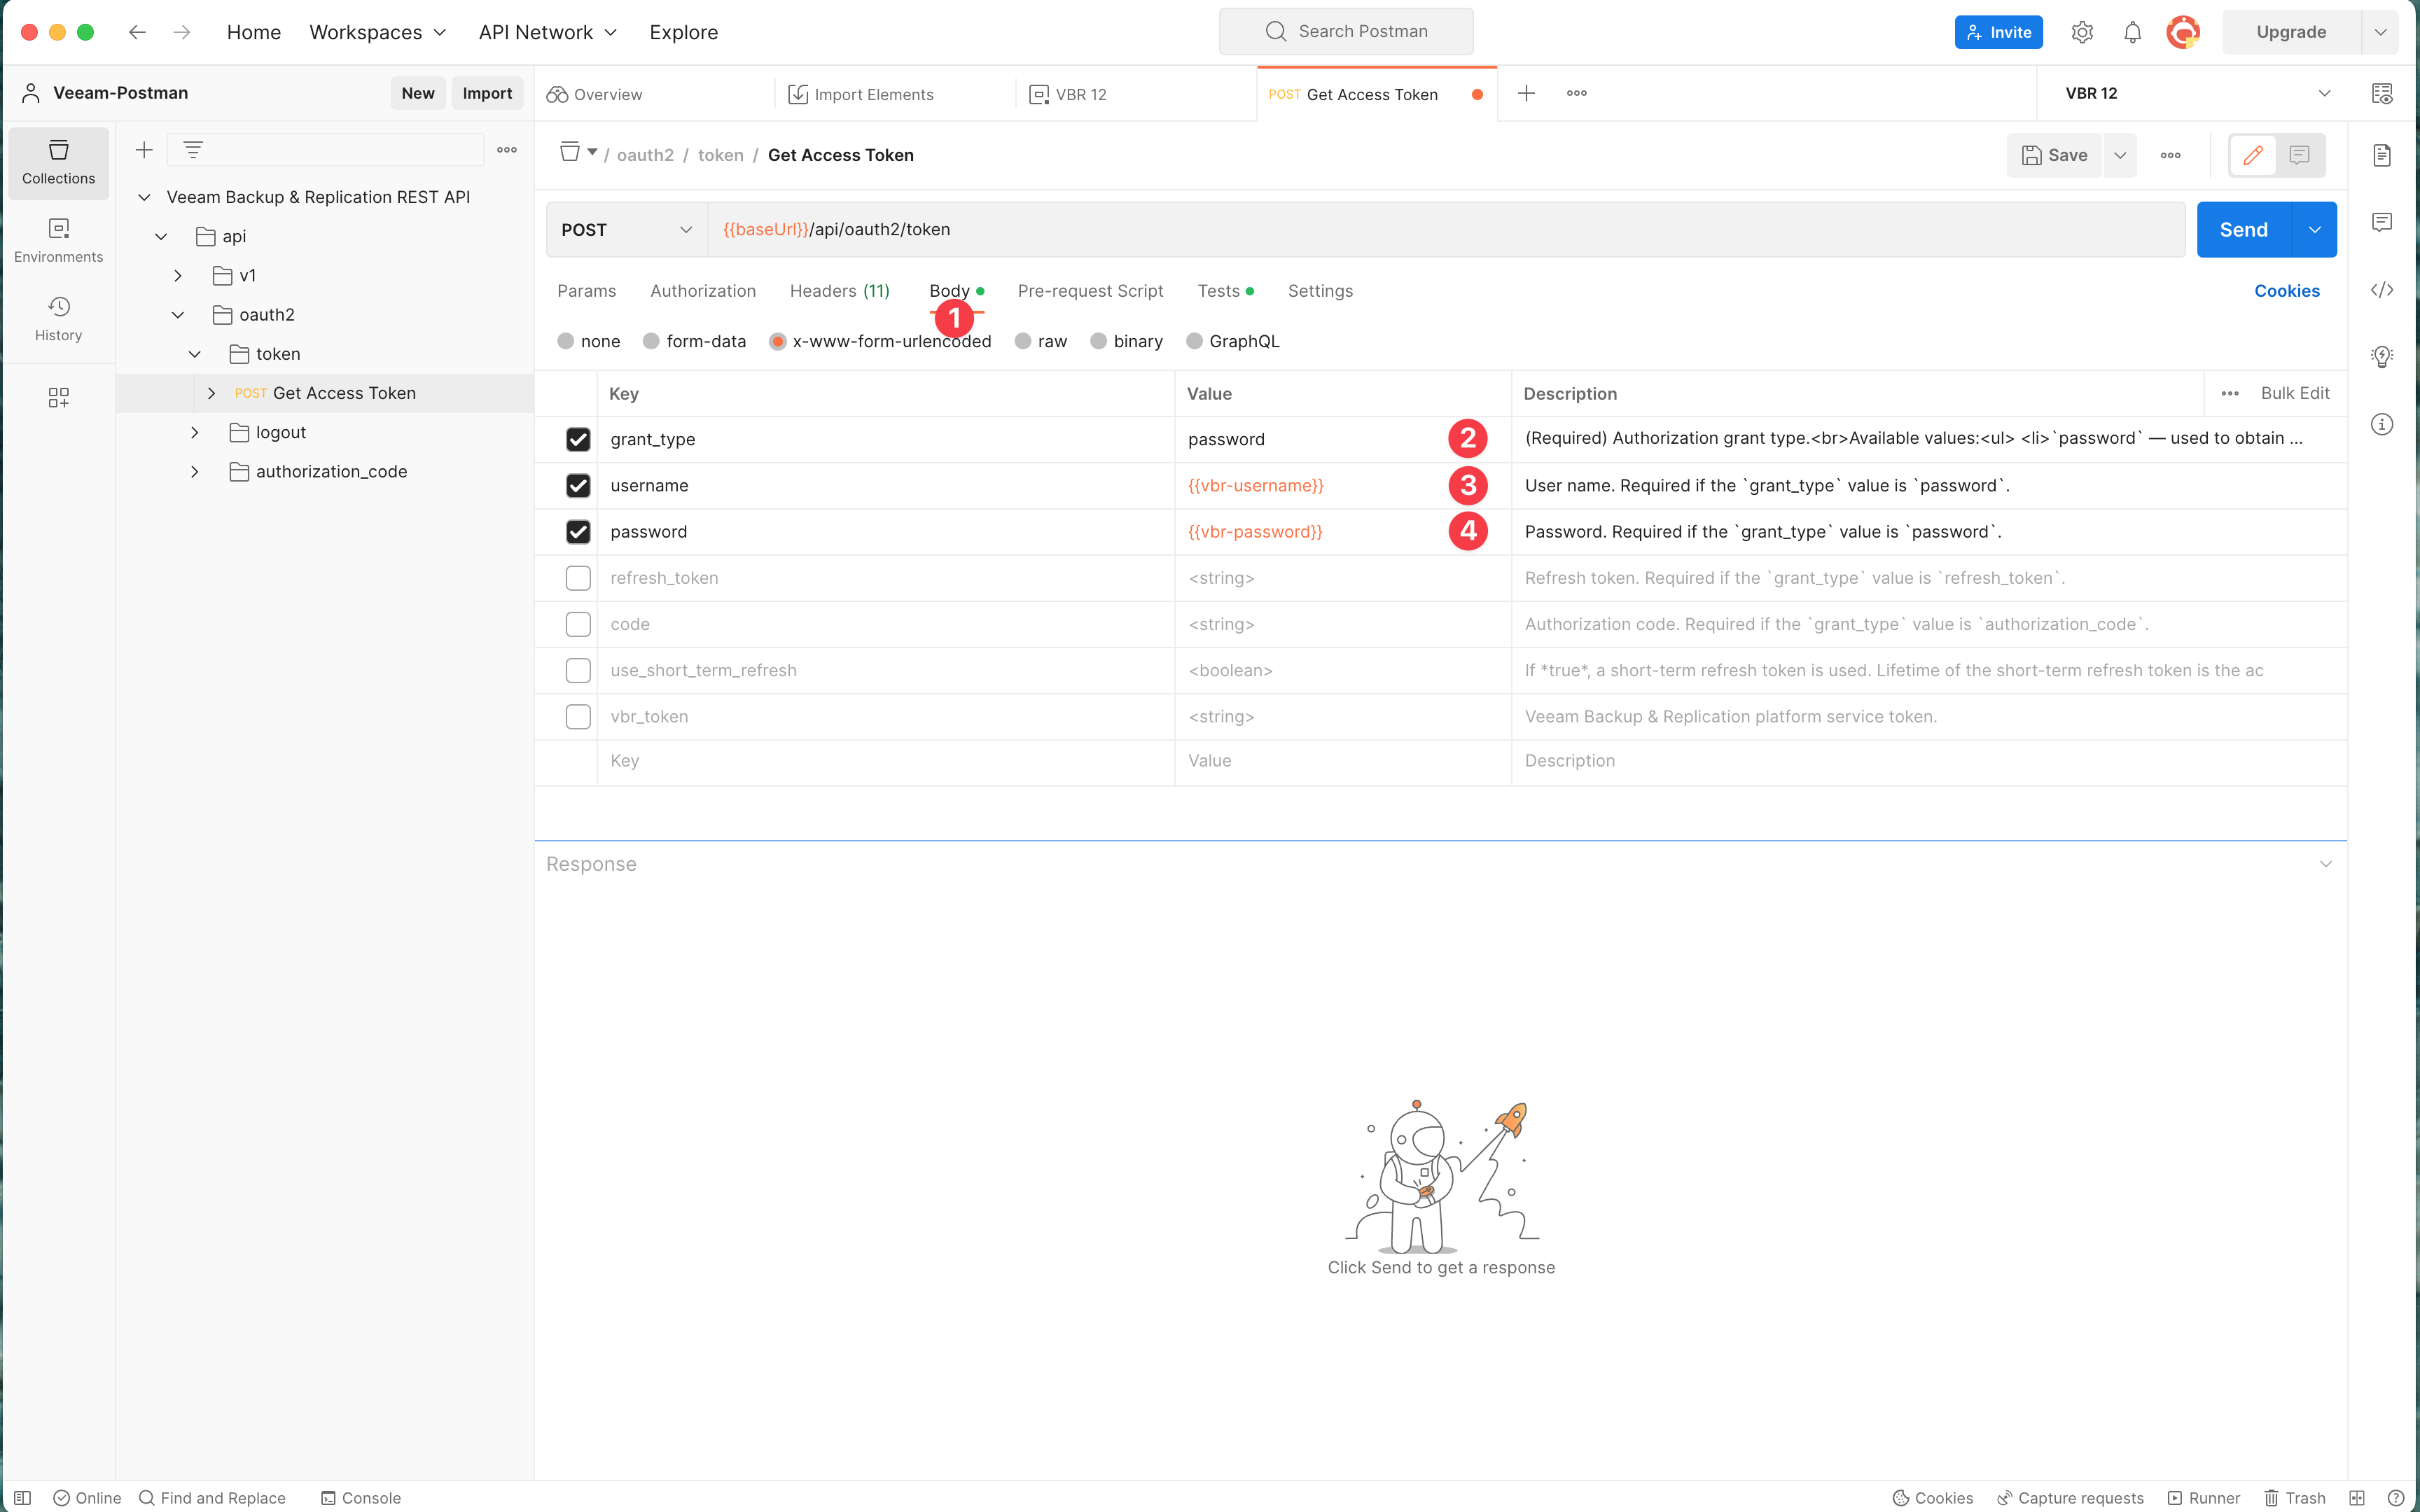 Home Workspaces API Network Explore Search Postman Invite Upgrade
Veeam-Postman New Import Overview Import Elements VBR 12 POST Get Access Token VBR 12
Collections
Environments
History
Veeam Backup & Replication REST API
api
v1
oauth2
token
POST Get Access Token
logout
authorization_code
/ oauth2 / token / Get Access Token Save
POST {{baseUrl}}/api/oauth2/token Send
Params Authorization Headers (11) Body Pre-request Script Tests Settings Cookies
1
none form-data x-www-form-urlencoded raw binary GraphQL
Key Value Description Bulk Edit
grant_type password 2 (Required) Authorization grant type.<br>Available values:<ul> <li>`password` — used to obtain ...
username {{vbr-username}} 3 User name. Required if the `grant_type` value is `password`.
password {{vbr-password}} 4 Password. Required if the `grant_type` value is `password`.
refresh_token <string> Refresh token. Required if the `grant_type` value is `refresh_token`.
code <string> Authorization code. Required if the `grant_type` value is `authorization_code`.
use_short_term_refresh <boolean> If *true*, a short-term refresh token is used. Lifetime of the short-term refresh token is the ac
vbr_token <string> Veeam Backup & Replication platform service token.
Key Value Description
Response
Click Send to get a response
Online Find and Replace Console Cookies Capture requests Runner Trash